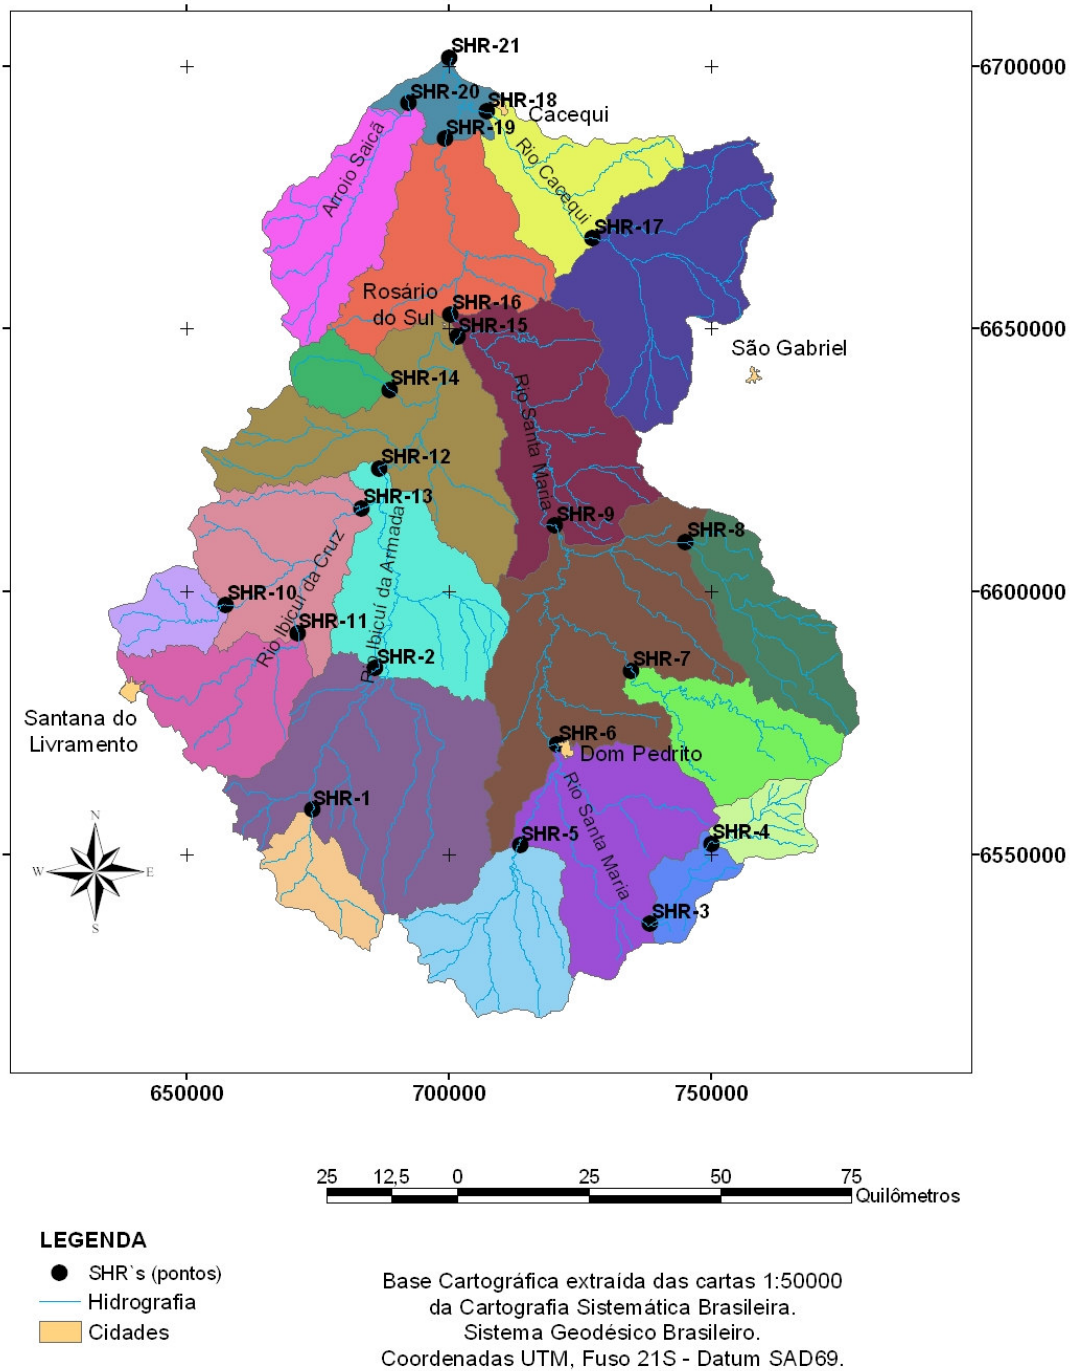 SHR-21
6700000
SHR-20
SHR-18
Cacequi
SHR-19
Arroio Saicã
Rio Cacequi
SHR-17
Rosário
do Sul
SHR-16
SHR-15
6650000
São Gabriel
SHR-14
Rio Santa Maria
SHR-12
SHR-13
SHR-9
SHR-8
Rio Ibicuí da Cruz
Rio Ibicuí da Armada
SHR-10
6600000
SHR-11
SHR-2
SHR-7
Santana do
Livramento
SHR-6
Dom Pedrito
Rio Santa Maria
SHR-1
SHR-5
SHR-4
6550000
SHR-3
N
W
E
S
650000
700000
750000
25 12,5 0 25 50 75
Quilômetros
LEGENDA
SHR`s (pontos)
Hidrografia
Cidades
Base Cartográfica extraída das cartas 1:50000
da Cartografia Sistemática Brasileira.
Sistema Geodésico Brasileiro.
Coordenadas UTM, Fuso 21S - Datum SAD69.